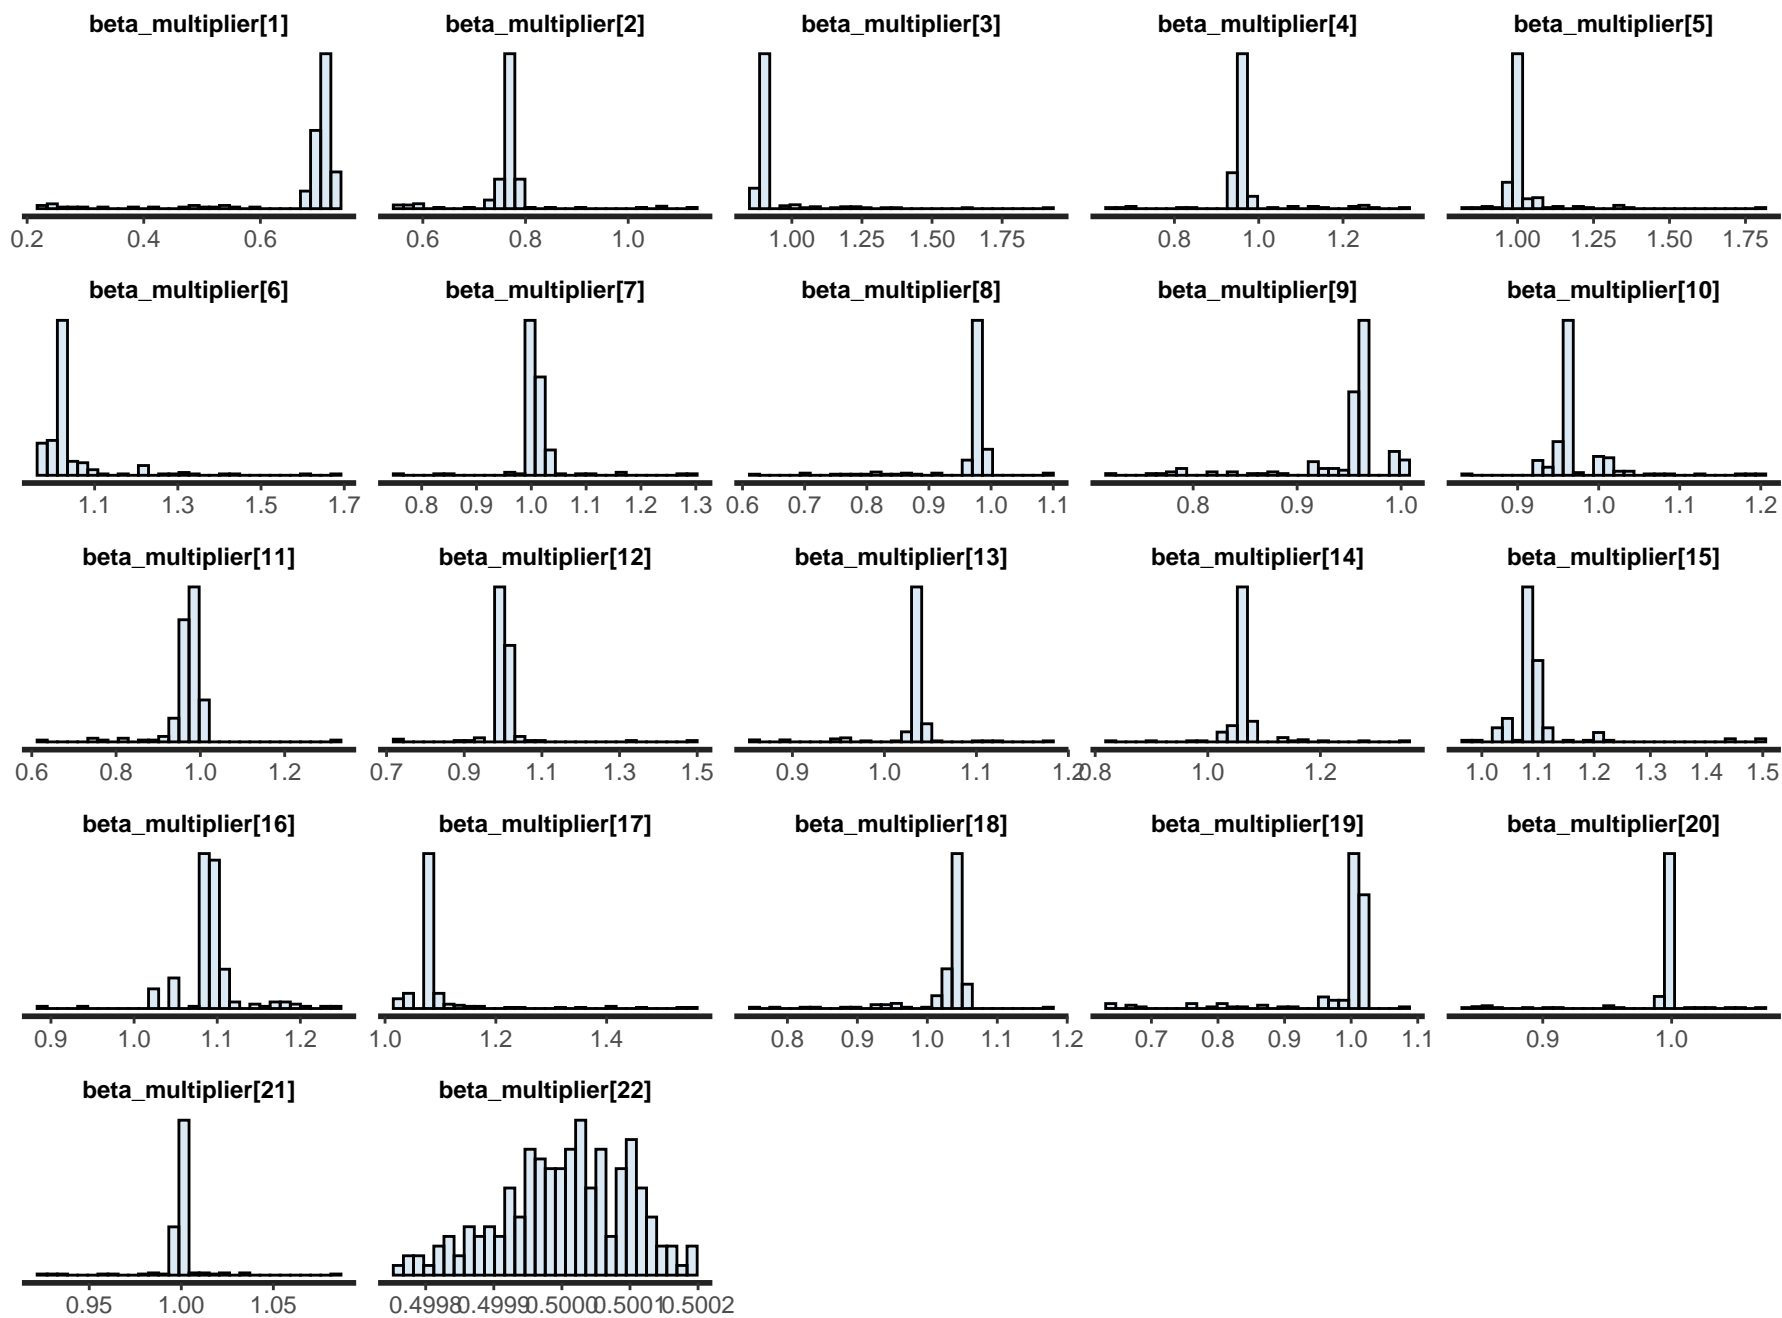 beta_multiplier[1] beta_multiplier[2] beta_multiplier[3] beta_multiplier[4] beta_multiplier[5]
0.2 0.4 0.6 0.6 0.8 1.0 1.00 1.25 1.50 1.75 0.8 1.0 1.2 1.00 1.25 1.50 1.75
beta_multiplier[6] beta_multiplier[7] beta_multiplier[8] beta_multiplier[9] beta_multiplier[10]
1.1 1.3 1.5 1.7 0.8 0.9 1.0 1.1 1.2 1.3 0.6 0.7 0.8 0.9 1.0 1.1 0.8 0.9 1.0 0.9 1.0 1.1 1.2
beta_multiplier[11] beta_multiplier[12] beta_multiplier[13] beta_multiplier[14] beta_multiplier[15]
0.6 0.8 1.0 1.2 0.7 0.9 1.1 1.3 1.5 0.9 1.0 1.1 1.2 0.8 1.0 1.2 1.0 1.1 1.2 1.3 1.4 1.5
beta_multiplier[16] beta_multiplier[17] beta_multiplier[18] beta_multiplier[19] beta_multiplier[20]
0.9 1.0 1.1 1.2 1.0 1.2 1.4 0.8 0.9 1.0 1.1 1.2 0.7 0.8 0.9 1.0 1.1 0.9 1.0
beta_multiplier[21] beta_multiplier[22]
0.95 1.00 1.05 0.4998 0.4999 0.5000 0.5001 0.5002